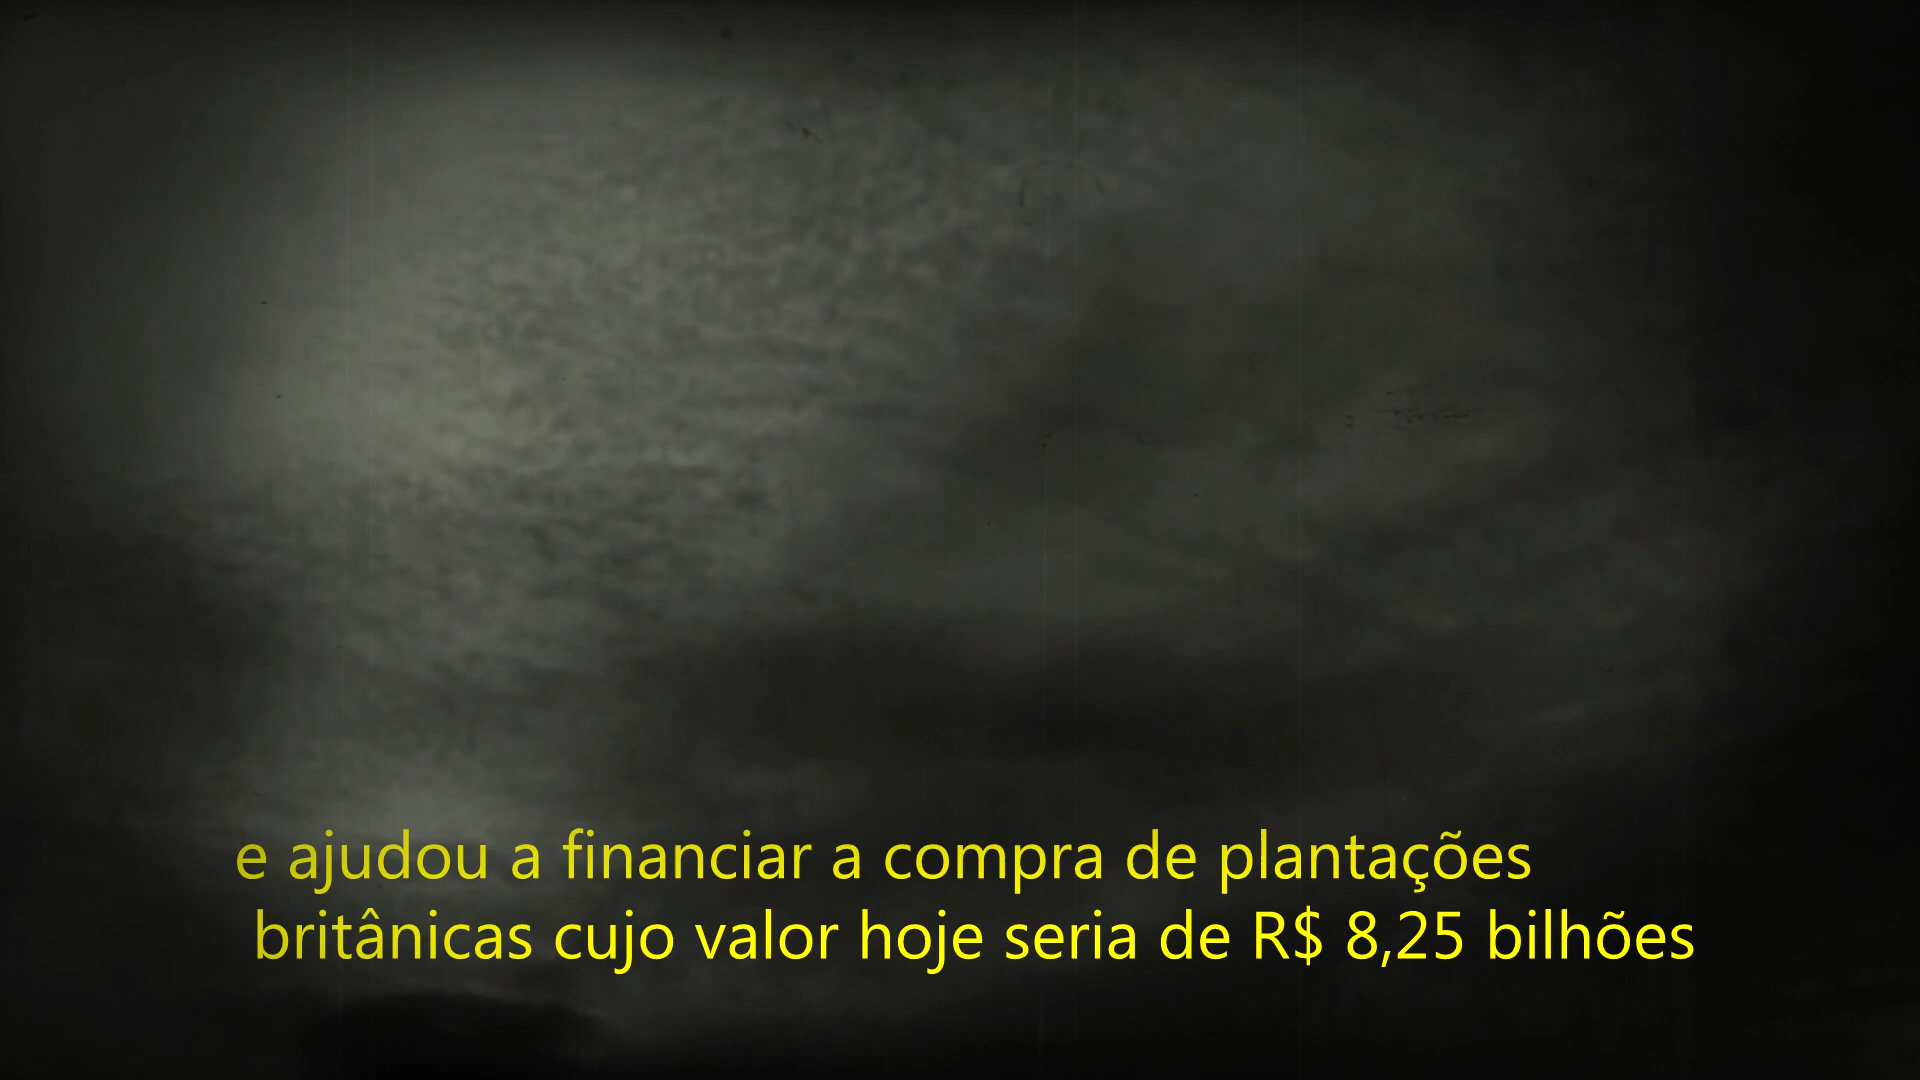 e ajudou a financiar a compra de plantações
britânicas cujo valor hoje seria de R$ 8,25 bilhões